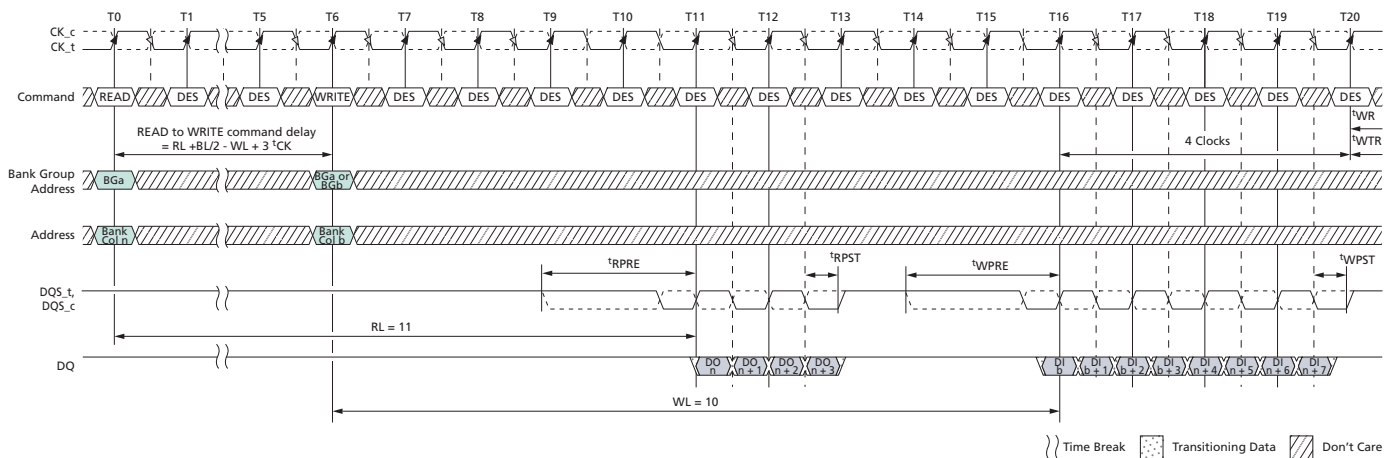 T0 T1 T5 T6 T7 T8 T9 T10 T11 T12 T13 T14 T15 T16 T17 T18 T19 T20
CK_c
CK_t
Command READ DES DES WRITE DES DES DES DES DES DES DES DES DES DES DES DES DES DES
tWR
READ to WRITE command delay
= RL +BL/2 - WL + 3 tCK
4 Clocks
tWTR
Bank Group
Address
BGa
BGa or
BGb
Address
Bank
Col n
Bank
Col b
tRPRE tRPST tWPRE tWPST
DQS_t,
DQS_c
RL = 11
DQ
DO
n
DO
n + 1
DO
n + 2
DO
n + 3
DI
b
DI
b + 1
DI
b + 2
DI
b + 3
DI
n + 4
DI
n + 5
DI
n + 6
DI
n + 7
WL = 10
Time Break Transitioning Data Don't Care